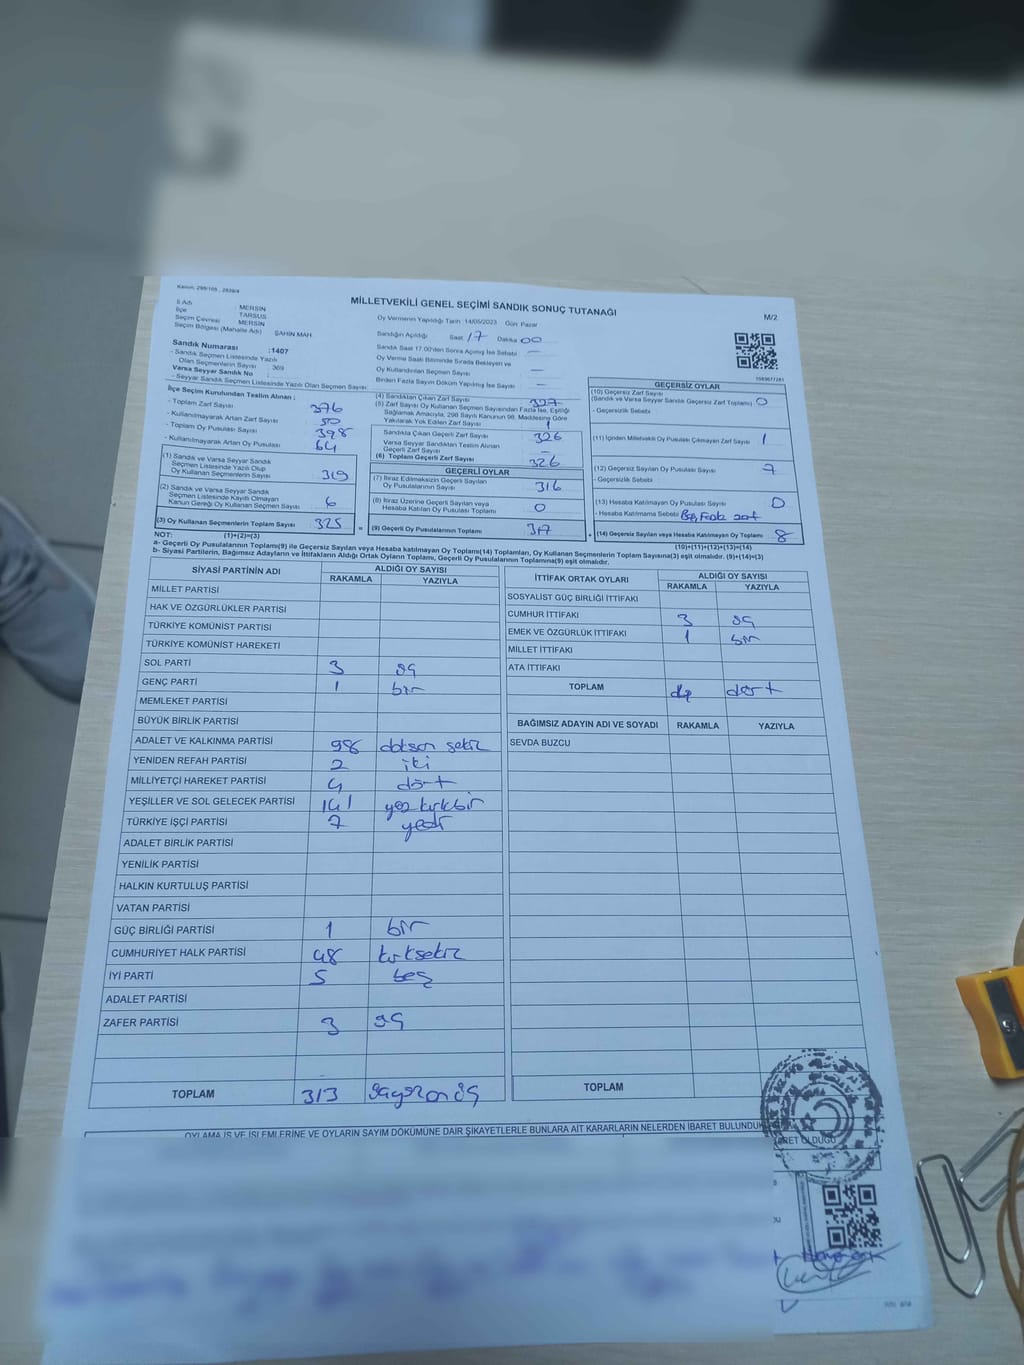 Kanun: 298/105 , 2839/4
MİLLETVEKİLİ GENEL SEÇİMİ SANDIK SONUÇ TUTANAĞI
M/2
İl Adı : MERSİN
İlçe : TARSUS
Seçim Çevresi : MERSİN
Seçim Bölgesi (Mahalle Adı) : ŞAHİN MAH.
Sandık Numarası :1407
- Sandık Seçmen Listesinde Yazılı
Olan Seçmenlerin Sayısı : 369
Varsa Seyyar Sandık No :
- Seyyar Sandık Seçmen Listesinde Yazılı Olan Seçmen Sayısı:
Oy Vermenin Yapıldığı Tarih :14/05/2023 Gün: Pazar
Sandığın Açıldığı Saat: 17 Dakika 00
Sandık Saat 17.00'den Sonra Açılmış İse Sebebi : —
Oy Verme Saati Bitiminde Sırada Bekleyen ve
Oy Kullandırılan Seçmen Sayısı : —
Birden Fazla Sayım Döküm Yapılmış İse Sayısı : —
İlçe Seçim Kurulundan Teslim Alınan :
- Toplam Zarf Sayısı 376
- Kullanılmayarak Artan Zarf Sayısı 50
- Toplam Oy Pusulası Sayısı 398
- Kullanılmayarak Artan Oy Pusulası 64
(1) Sandık ve Varsa Seyyar Sandık
Seçmen Listesinde Yazılı Olup
Oy Kullanan Seçmenlerin Sayısı 319
(2) Sandık ve Varsa Seyyar Sandık
Seçmen Listesinde Kayıtlı Olmayan
Kanun Gereği Oy Kullanan Seçmen Sayısı 6
(3) Oy Kullanan Seçmenlerin Toplam Sayısı 325
(1)+(2)=(3)
(4) Sandıktan Çıkan Zarf Sayısı 327
(5) Zarf Sayısı Oy Kullanan Seçmen Sayısından Fazla İse, Eşitliği
Sağlamak Amacıyla, 298 Sayılı Kanunun 98. Maddesine Göre
Yakılarak Yok Edilen Zarf Sayısı 1
Sandıkta Çıkan Geçerli Zarf Sayısı 326
Varsa Seyyar Sandıktan Teslim Alınan
Geçerli Zarf Sayısı —
(6) Toplam Geçerli Zarf Sayısı 326
GEÇERLİ OYLAR
(7) İtiraz Edilmeksizin Geçerli Sayılan
Oy Pusulalarının Sayısı 316
(8) İtiraz Üzerine Geçerli Sayılan veya
Hesaba Katılan Oy Pusulası Toplamı 0
= (9) Geçerli Oy Pusulalarının Toplamı 317
GEÇERSİZ OYLAR
(10) Geçersiz Zarf Sayısı
(Sandık ve Varsa Seyyar Sandık Geçersiz Zarf Toplamı) 0
- Geçersizlik Sebebi
(11) İçinden Milletvekili Oy Pusulası Çıkmayan Zarf Sayısı 1
(12) Geçersiz Sayılan Oy Pusulası Sayısı 7
- Geçersizlik Sebebi:
(13) Hesaba Katılmayan Oy Pusulası Sayısı 0
- Hesaba Katılmama Sebebi
+ (14) Geçersiz Sayılan veya Hesaba Katılmayan Oy Toplamı 8
(10)+(11)+(12)+(13)=(14)
NOT:
a- Geçerli Oy Pusulalarının Toplamı(9) ile Geçersiz Sayılan veya Hesaba katılmayan Oy Toplamı(14) Toplamları, Oy Kullanan Seçmenlerin Toplam Sayısına(3) eşit olmalıdır. (9)+(14)=(3)
b- Siyasi Partilerin, Bağımsız Adayların ve İttifakların Aldığı Ortak Oyların Toplamı, Geçerli Oy Pusulalarının Toplamına(9) eşit olmalıdır.
SİYASİ PARTİNİN ADI ALDIĞI OY SAYISI
RAKAMLA YAZIYLA
MİLLET PARTİSİ
HAK VE ÖZGÜRLÜKLER PARTİSİ
TÜRKİYE KOMÜNİST PARTİSİ
TÜRKİYE KOMÜNİST HAREKETİ
SOL PARTİ 3 üç
GENÇ PARTİ 1 bir
MEMLEKET PARTİSİ
BÜYÜK BİRLİK PARTİSİ
ADALET VE KALKINMA PARTİSİ 98 doksan sekiz
YENİDEN REFAH PARTİSİ 2 iki
MİLLİYETÇİ HAREKET PARTİSİ 4 dört
YEŞİLLER VE SOL GELECEK PARTİSİ 141 yüz kırkbir
TÜRKİYE İŞÇİ PARTİSİ 7 yedi
ADALET BİRLİK PARTİSİ
YENİLİK PARTİSİ
HALKIN KURTULUŞ PARTİSİ
VATAN PARTİSİ
GÜÇ BİRLİĞİ PARTİSİ 1 bir
CUMHURİYET HALK PARTİSİ 48 kırksekiz
İYİ PARTİ 5 beş
ADALET PARTİSİ
ZAFER PARTİSİ 3 üç
TOPLAM 313 üçyüzonüç
İTTİFAK ORTAK OYLARI ALDIĞI OY SAYISI
RAKAMLA YAZIYLA
SOSYALİST GÜÇ BİRLİĞİ İTTİFAKI
CUMHUR İTTİFAKI 3 üç
EMEK VE ÖZGÜRLÜK İTTİFAKI 1 bir
MİLLET İTTİFAKI
ATA İTTİFAKI
TOPLAM dört
BAĞIMSIZ ADAYIN ADI VE SOYADI RAKAMLA YAZIYLA
SEVDA BUZCU
TOPLAM
OYLAMA İŞ VE İŞLEMLERİNE VE OYLARIN SAYIM DÖKÜMÜNE DAİR ŞİKAYETLERLE BUNLARA AİT KARARLARIN NELERDEN İBARET BULUNDU
OLDUĞU